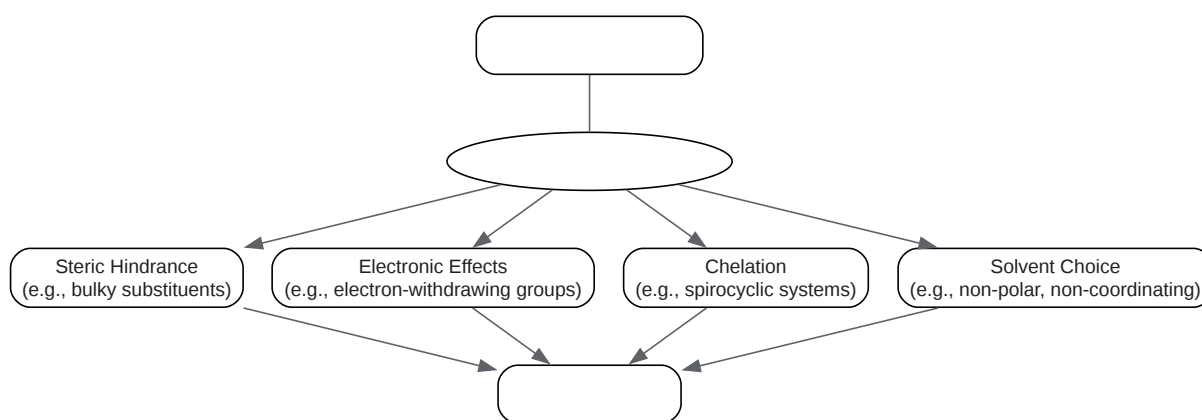 Steric Hindrance
(e.g., bulky substituents)
Electronic Effects
(e.g., electron-withdrawing groups)
Chelation
(e.g., spirocyclic systems)
Solvent Choice
(e.g., non-polar, non-coordinating)